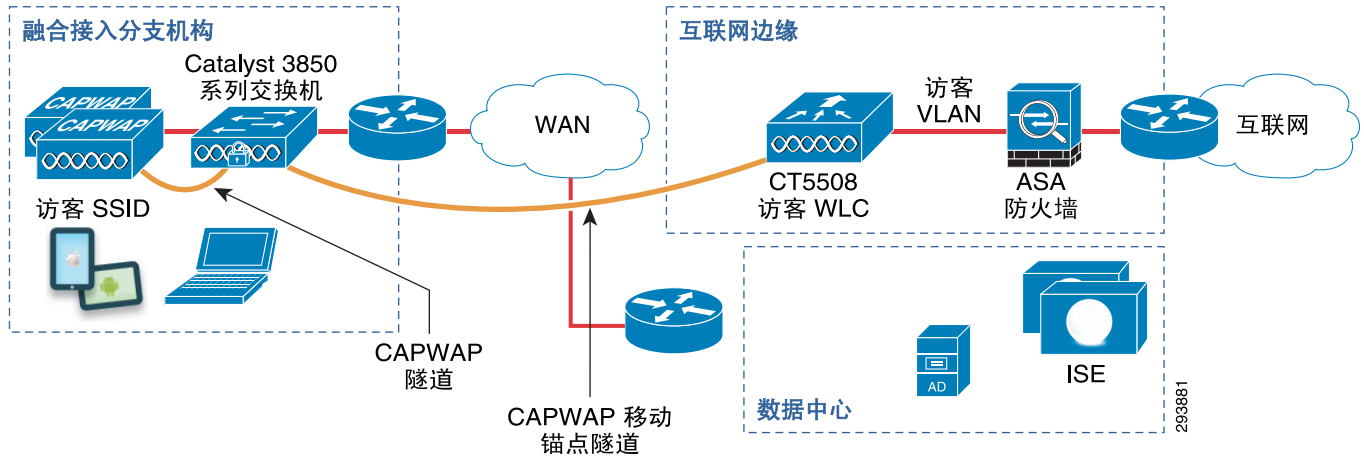 融合接入分支机构
Catalyst 3850
系列交换机
CAPWAP
CAPWAP
访客 SSID
WAN
互联网边缘
访客
VLAN
CT5508
访客 WLC
ASA
防火墙
互联网
CAPWAP
隧道
CAPWAP 移动
锚点隧道
AD
ISE
数据中心
293881